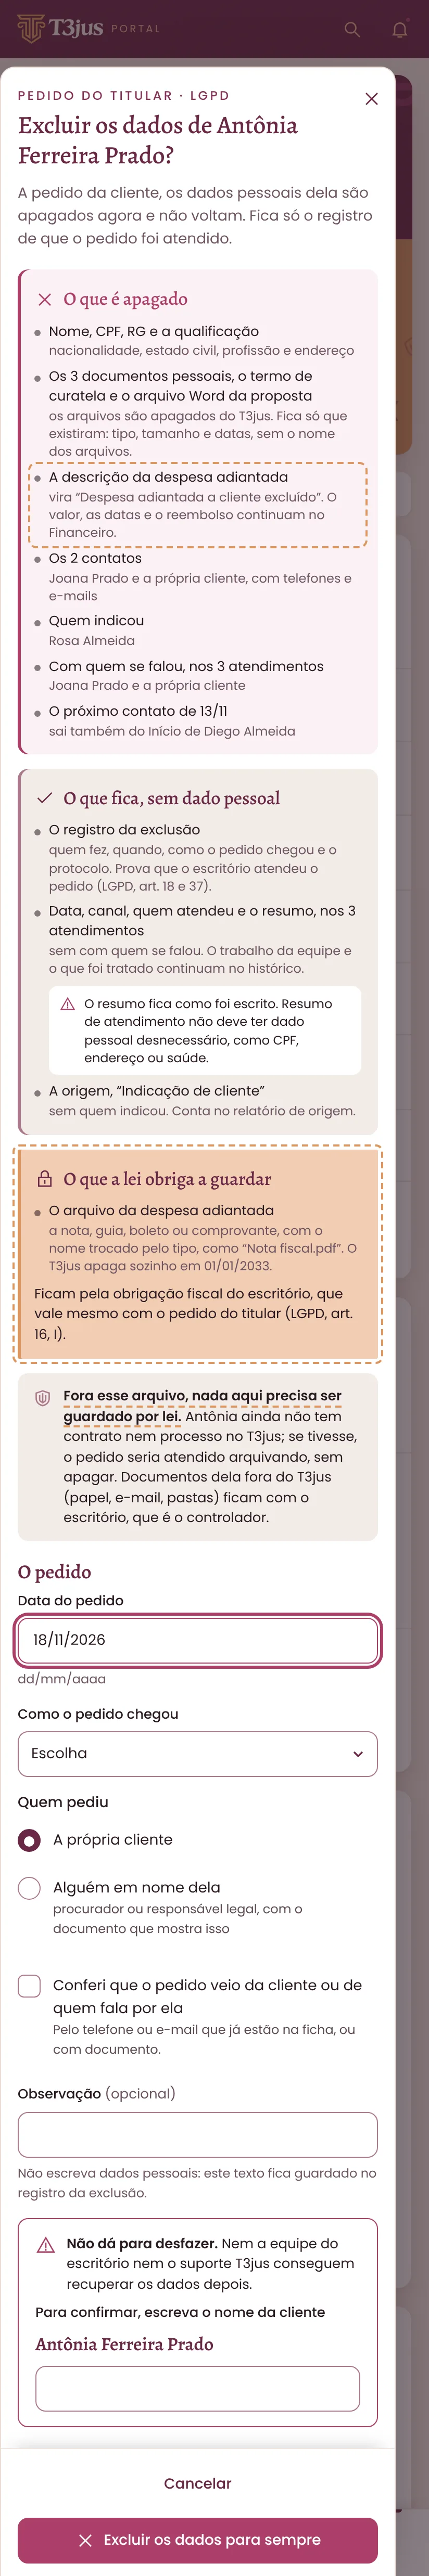 T3jus PORTAL
PEDIDO DO TITULAR · LGPD
Excluir os dados de Antônia
Ferreira Prado?
A pedido da cliente, os dados pessoais dela são
apagados agora e não voltam. Fica só o registro
de que o pedido foi atendido.
O que é apagado
Nome, CPF, RG e a qualificação
nacionalidade, estado civil, profissão e endereço
Os 3 documentos pessoais, o termo de
curatela e o arquivo Word da proposta
os arquivos são apagados do T3jus. Fica só que
existiram: tipo, tamanho e datas, sem o nome
dos arquivos.
A descrição da despesa adiantada
vira “Despesa adiantada a cliente excluído”. O
valor, as datas e o reembolso continuam no
Financeiro.
Os 2 contatos
Joana Prado e a própria cliente, com telefones e
e-mails
Quem indicou
Rosa Almeida
Com quem se falou, nos 3 atendimentos
Joana Prado e a própria cliente
O próximo contato de 13/11
sai também do Início de Diego Almeida
O que fica, sem dado pessoal
O registro da exclusão
quem fez, quando, como o pedido chegou e o
protocolo. Prova que o escritório atendeu o
pedido (LGPD, art. 18 e 37).
Data, canal, quem atendeu e o resumo, nos 3
atendimentos
sem com quem se falou. O trabalho da equipe e
o que foi tratado continuam no histórico.
O resumo fica como foi escrito. Resumo
de atendimento não deve ter dado
pessoal desnecessário, como CPF,
endereço ou saúde.
A origem, “Indicação de cliente”
sem quem indicou. Conta no relatório de origem.
O que a lei obriga a guardar
O arquivo da despesa adiantada
a nota, guia, boleto ou comprovante, com o
nome trocado pelo tipo, como “Nota fiscal.pdf”. O
T3jus apaga sozinho em 01/01/2033.
Ficam pela obrigação fiscal do escritório, que
vale mesmo com o pedido do titular (LGPD, art.
16, I).
Fora esse arquivo, nada aqui precisa ser
guardado por lei. Antônia ainda não tem
contrato nem processo no T3jus; se tivesse,
o pedido seria atendido arquivando, sem
apagar. Documentos dela fora do T3jus
(papel, e-mail, pastas) ficam com o
escritório, que é o controlador.
O pedido
Data do pedido
18/11/2026
dd/mm/aaaa
Como o pedido chegou
Escolha
Quem pediu
A própria cliente
Alguém em nome dela
procurador ou responsável legal, com o
documento que mostra isso
Conferi que o pedido veio da cliente ou de
quem fala por ela
Pelo telefone ou e-mail que já estão na ficha, ou
com documento.
Observação (opcional)
Não escreva dados pessoais: este texto fica guardado no
registro da exclusão.
Não dá para desfazer. Nem a equipe do
escritório nem o suporte T3jus conseguem
recuperar os dados depois.
Para confirmar, escreva o nome da cliente
Antônia Ferreira Prado
Cancelar
Excluir os dados para sempre